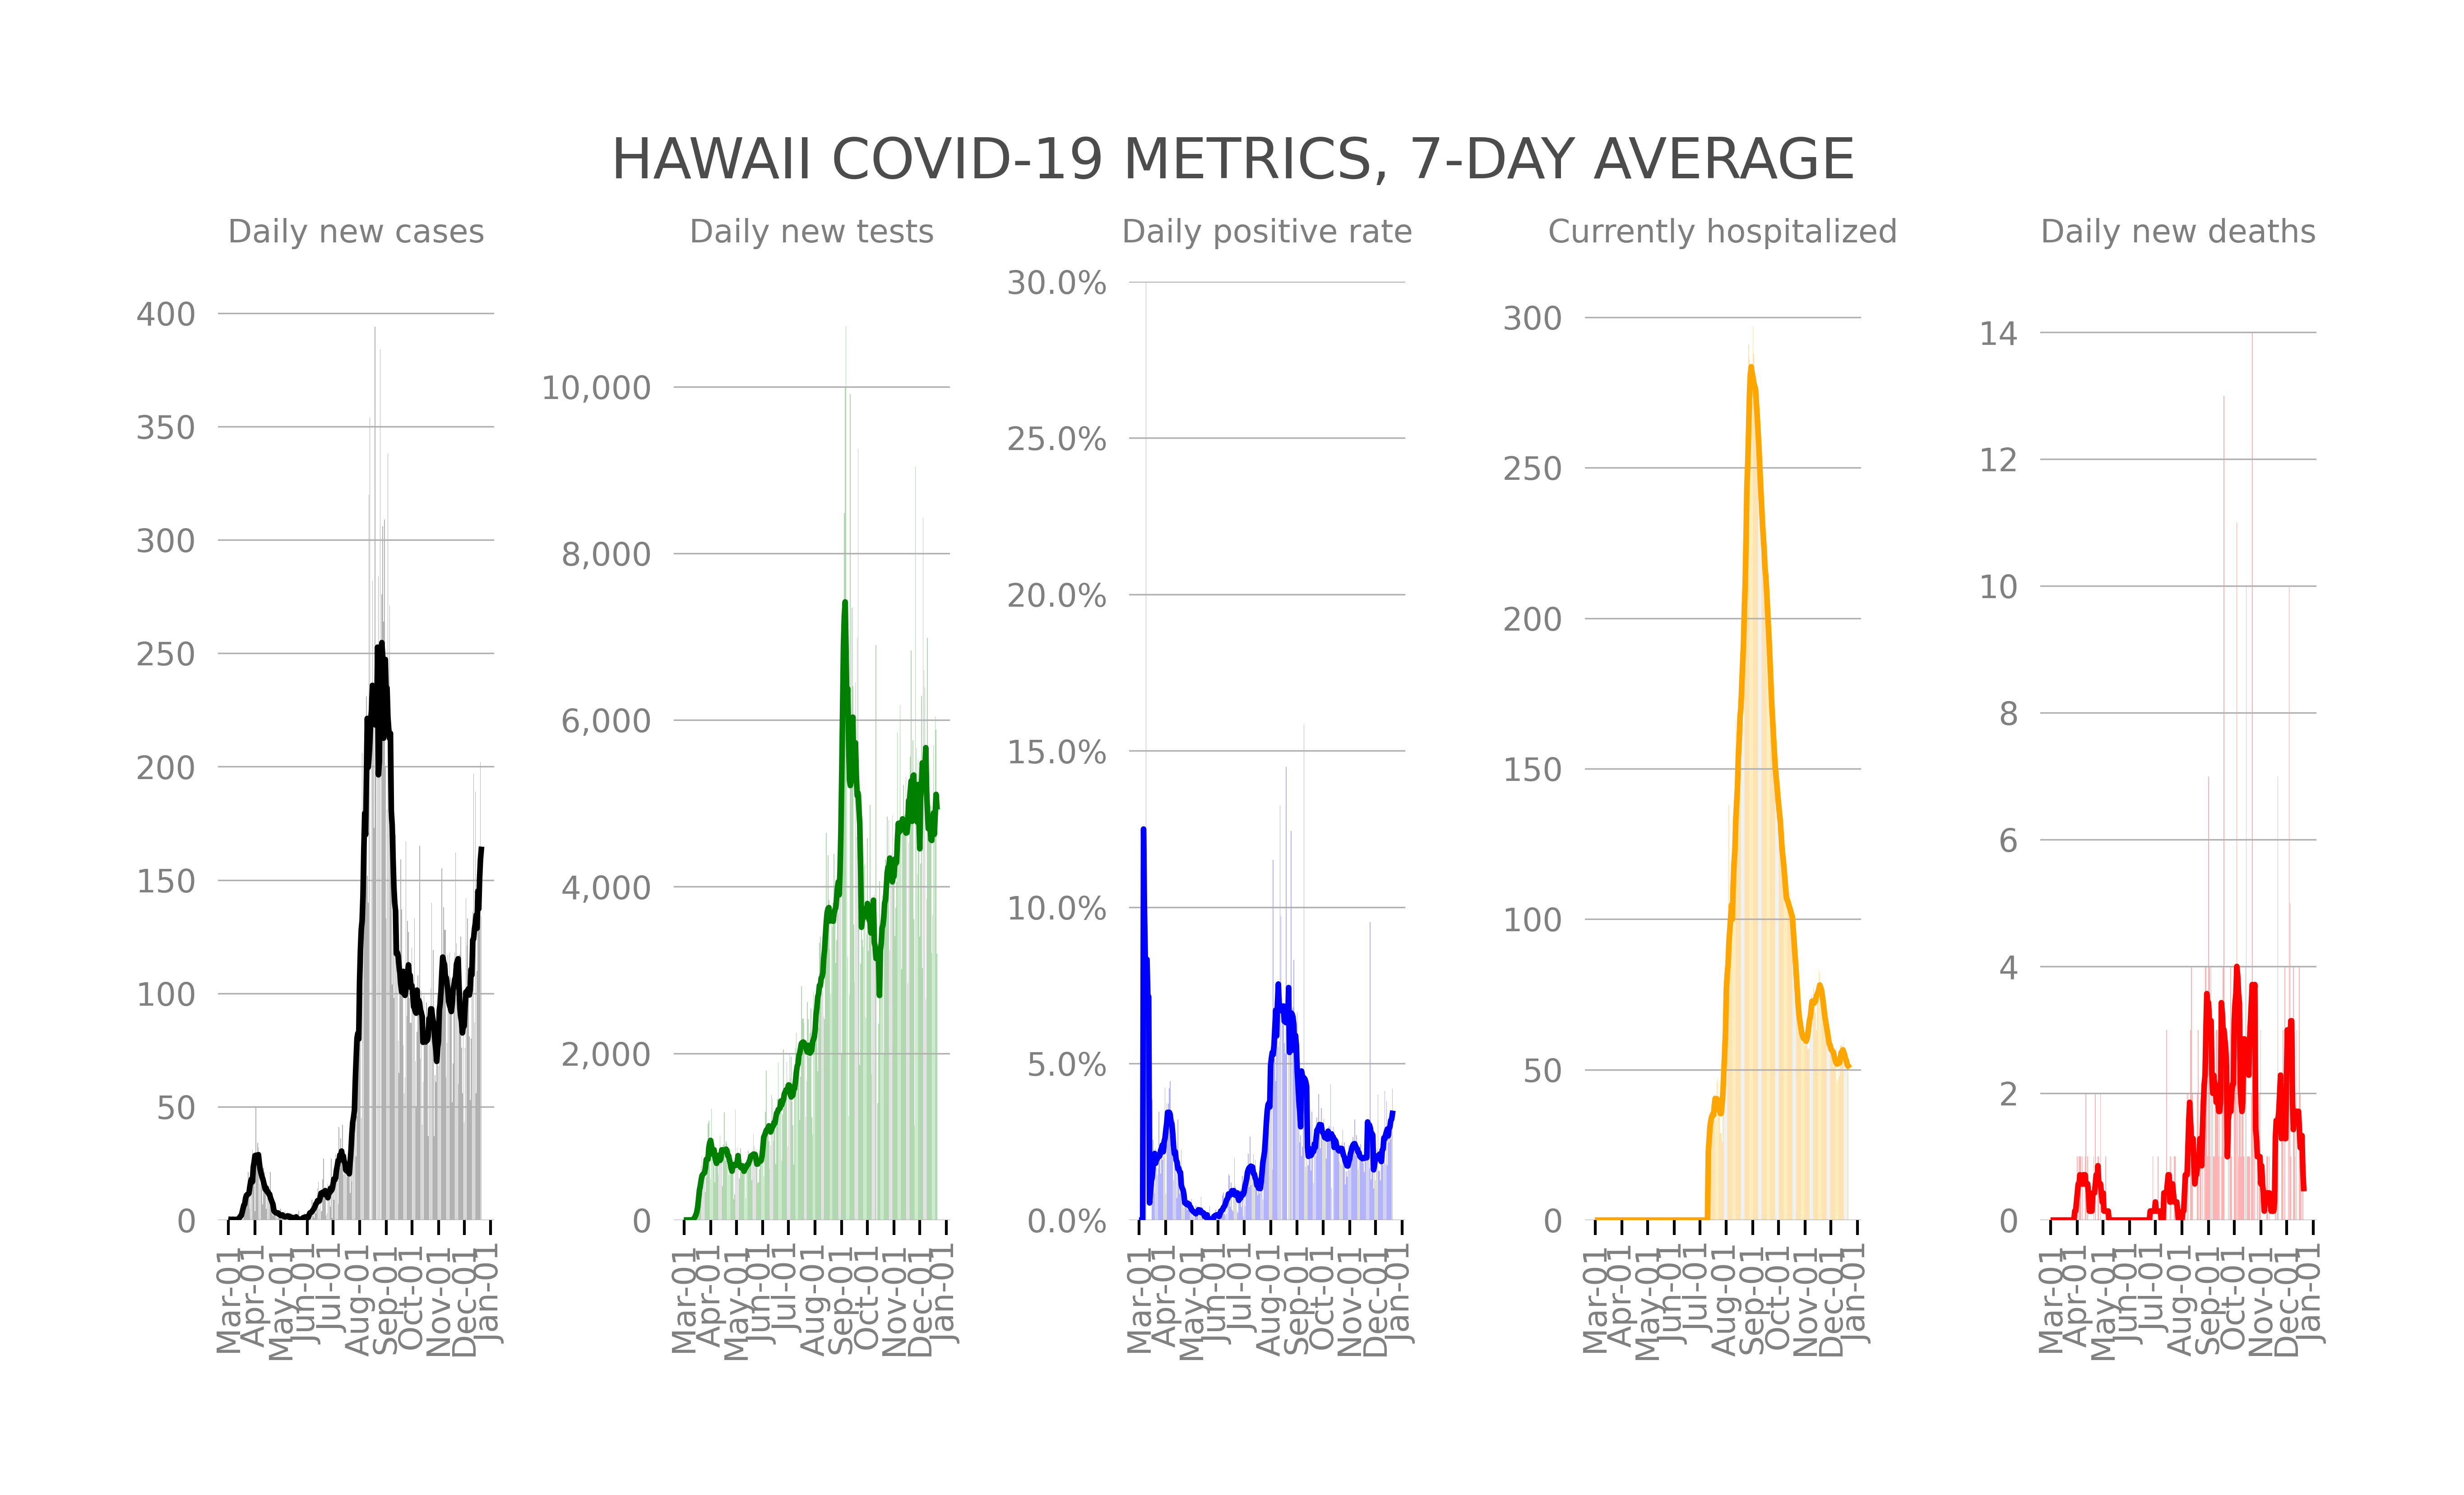 HAWAII COVID-19 METRICS, 7-DAY AVERAGE
Daily new cases
400
350
300
250
200
150
100
50
0
Mar-01
Apr-01
May-01
Jun-01
Jul-01
Aug-01
Sep-01
Oct-01
Nov-01
Dec-01
Jan-01
Daily new tests
10,000
8,000
6,000
4,000
2,000
0
Mar-01
Apr-01
May-01
Jun-01
Jul-01
Aug-01
Sep-01
Oct-01
Nov-01
Dec-01
Jan-01
Daily positive rate
30.0%
25.0%
20.0%
15.0%
10.0%
5.0%
0.0%
Mar-01
Apr-01
May-01
Jun-01
Jul-01
Aug-01
Sep-01
Oct-01
Nov-01
Dec-01
Jan-01
Currently hospitalized
300
250
200
150
100
50
0
Mar-01
Apr-01
May-01
Jun-01
Jul-01
Aug-01
Sep-01
Oct-01
Nov-01
Dec-01
Jan-01
Daily new deaths
14
12
10
8
6
4
2
0
Mar-01
Apr-01
May-01
Jun-01
Jul-01
Aug-01
Sep-01
Oct-01
Nov-01
Dec-01
Jan-01